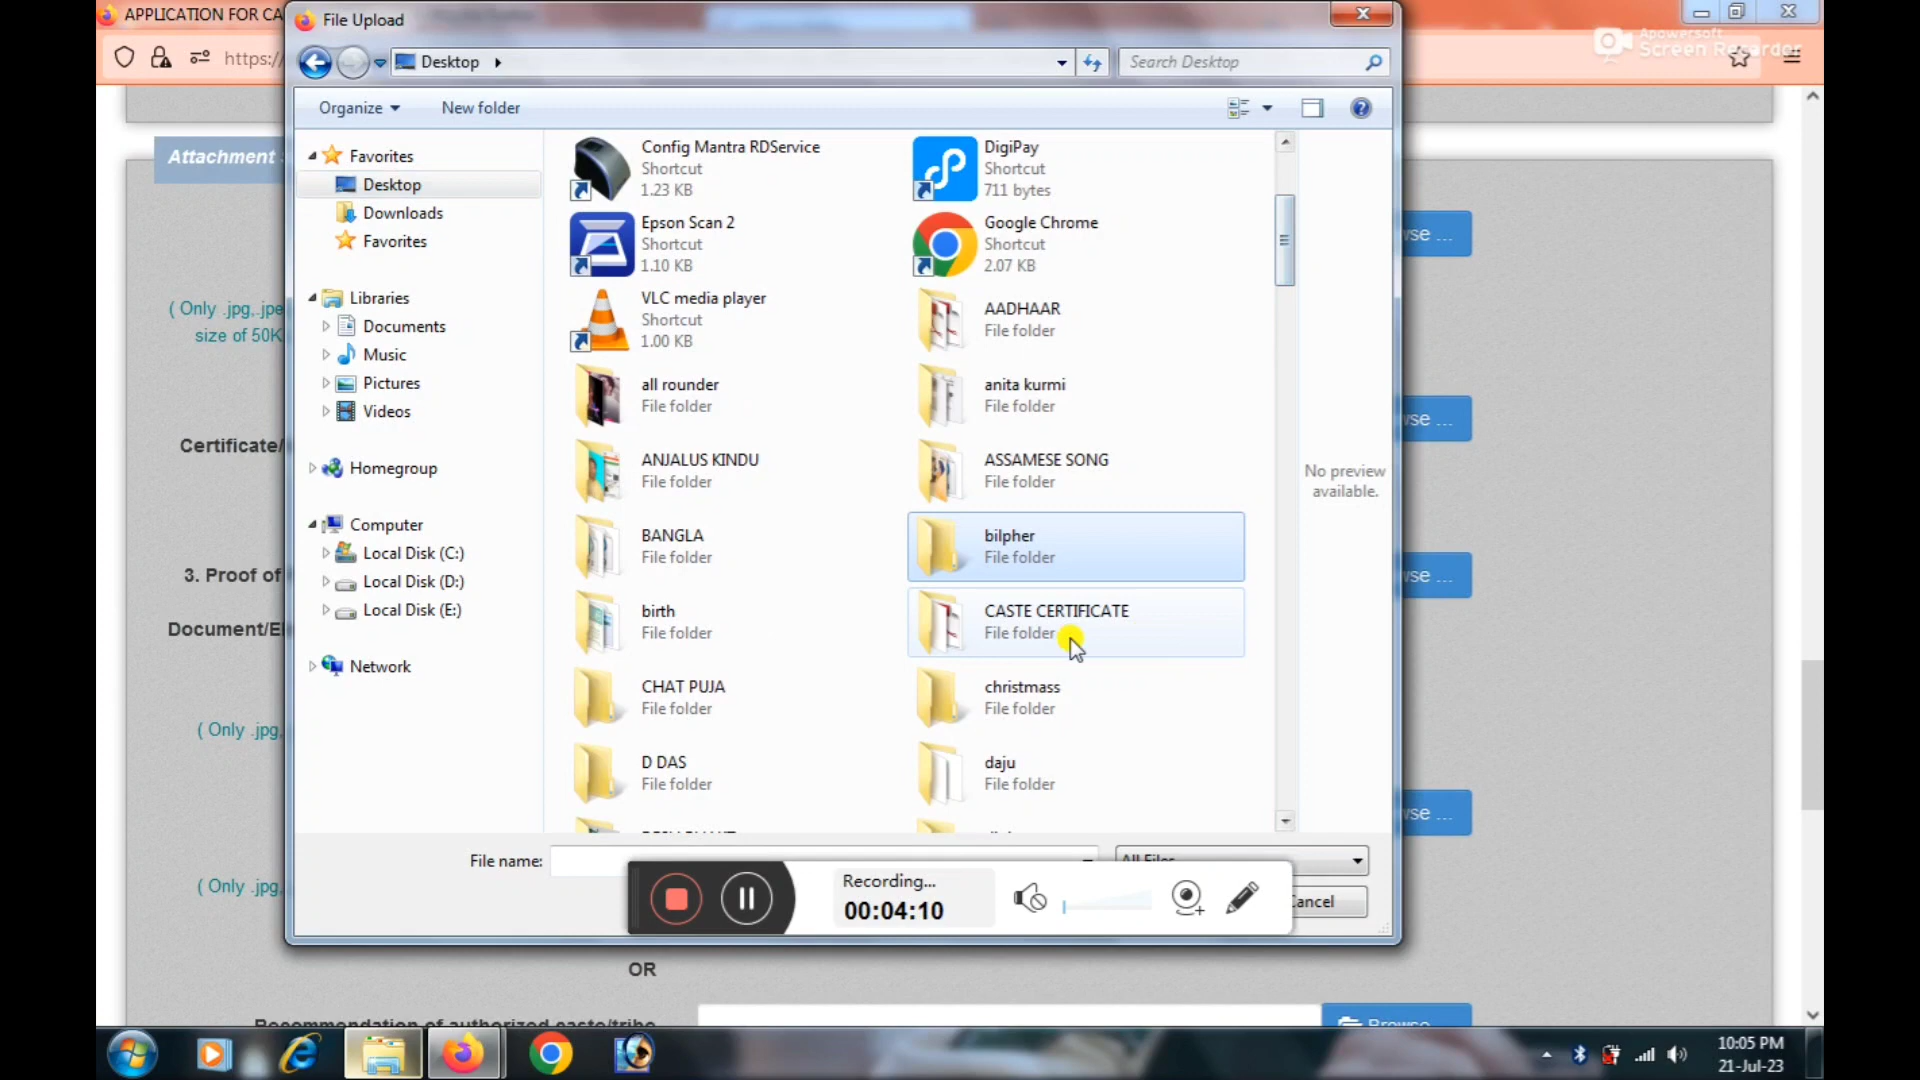 APPLICATION FOR CA
File Upload
Apowersoft
Screen Recorder
https:/
Desktop
Search Desktop
Organize
New folder
Attachment
Favorites
Desktop
Downloads
Favorites
Libraries
Documents
Music
Pictures
Videos
Homegroup
Computer
Local Disk (C:)
Local Disk (D:)
Local Disk (E:)
Network
Config Mantra RDService
Shortcut
1.23 KB
DigiPay
Shortcut
711 bytes
Epson Scan 2
Shortcut
1.10 KB
Google Chrome
Shortcut
2.07 KB
VLC media player
Shortcut
1.00 KB
AADHAAR
File folder
all rounder
File folder
anita kurmi
File folder
ANJALUS KINDU
File folder
ASSAMESE SONG
File folder
BANGLA
File folder
bilpher
File folder
birth
File folder
CASTE CERTIFICATE
File folder
CHAT PUJA
File folder
christmass
File folder
D DAS
File folder
daju
File folder
No preview
available.
wse ...
wse ...
wse ...
wse ...
( Only .jpg,.jpe
size of 50K
Certificate/
3. Proof of
Document/El
( Only .jpg,
( Only .jpg,
File name:
All Files
Cancel
Recording...
00:04:10
OR
Recommendation of authorized caste/tribe
Browse
10:05 PM
21-Jul-23